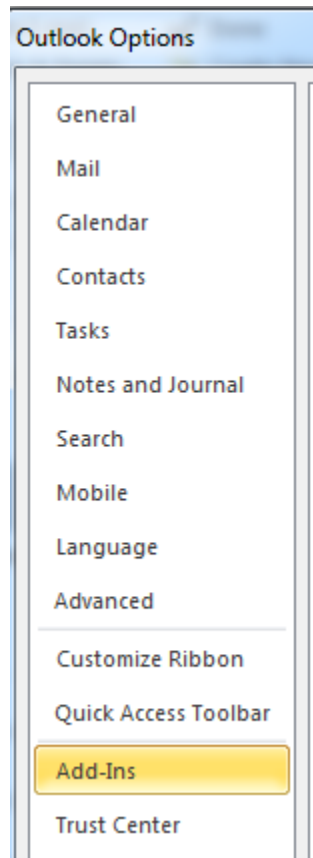 Outlook Options
General
Mail
Calendar
Contacts
Tasks
Notes and Journal
Search
Mobile
Language
Advanced
Customize Ribbon
Quick Access Toolbar
Add-Ins
Trust Center